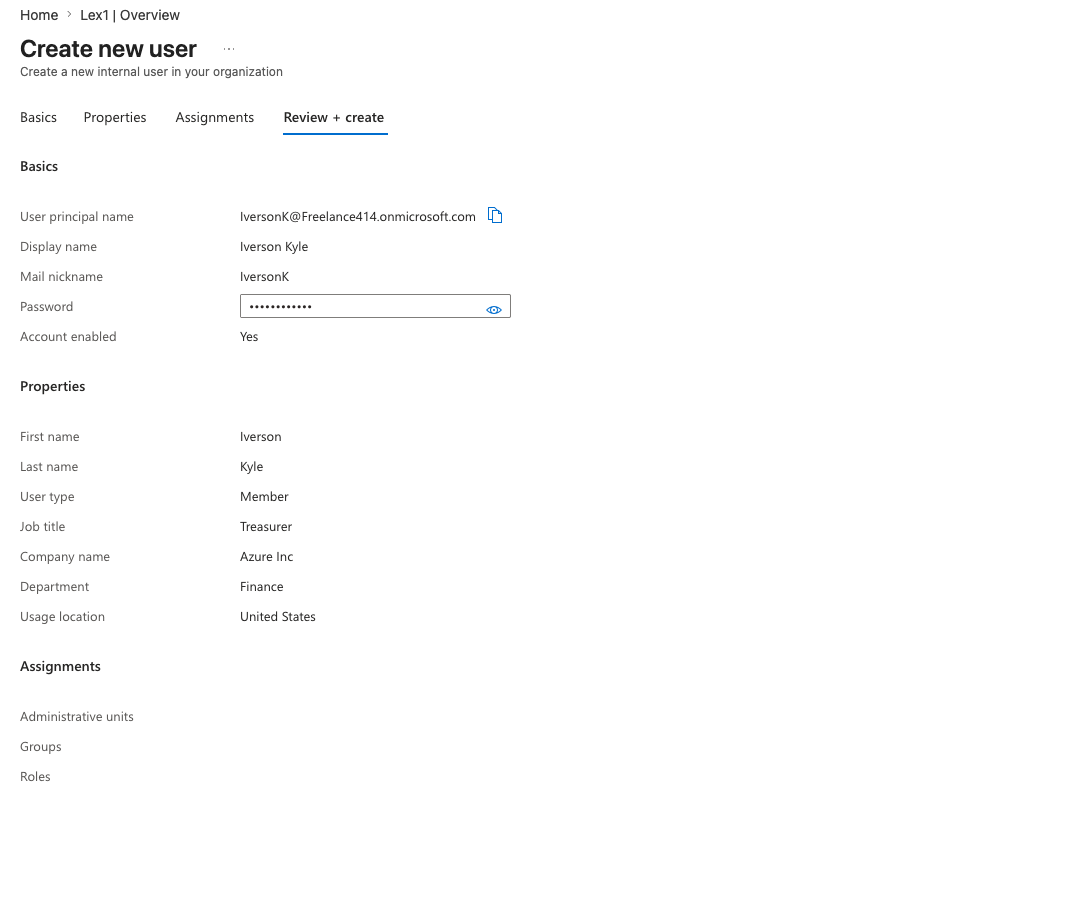 Home > Lex1 | Overview
Create new user ...
Create a new internal user in your organization
Basics Properties Assignments Review + create
Basics
User principal name IversonK@Freelance414.onmicrosoft.com
Display name Iverson Kyle
Mail nickname IversonK
Password ••••••••••••
Account enabled Yes
Properties
First name Iverson
Last name Kyle
User type Member
Job title Treasurer
Company name Azure Inc
Department Finance
Usage location United States
Assignments
Administrative units
Groups
Roles